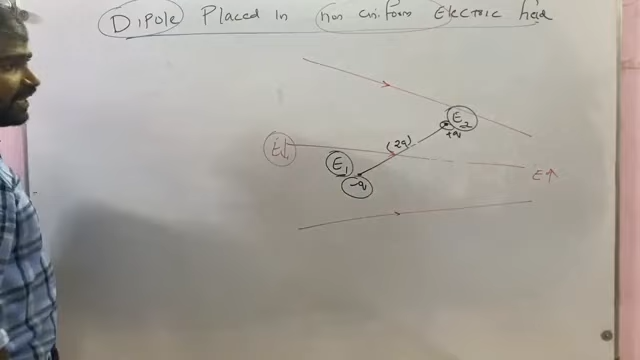 Dipole Placed in non uniform Electric field
E₂
+q
(2a)
E↓
E₁
E↑
-q